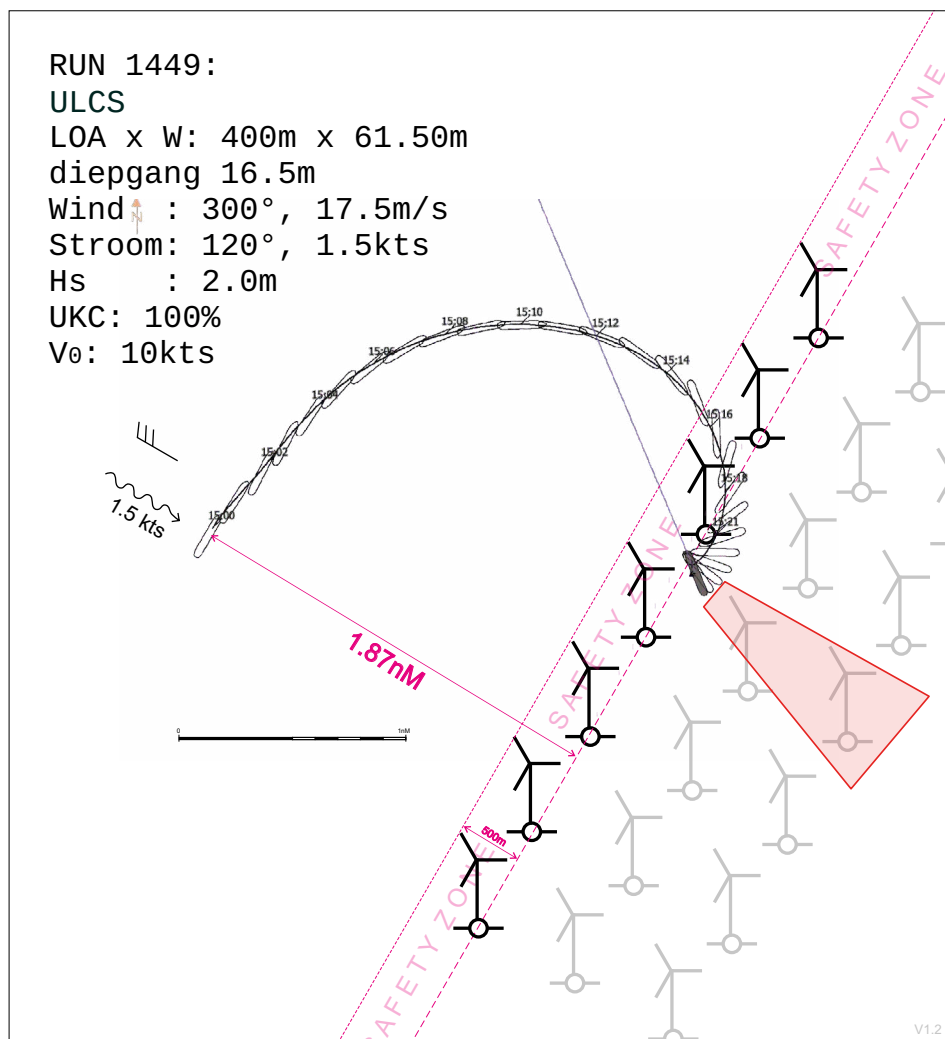 RUN 1449:
ULCS
LOA x W: 400m x 61.50m
diepgang 16.5m
Wind N : 300°, 17.5m/s
Stroom: 120°, 1.5kts
Hs : 2.0m
UKC: 100%
V0: 10kts
SAFETY ZONE
15:10
15:08
15:12
15:06
15:14
15:04
15:16
15:02
15:18
1.5 kts
15:00
15:21
SAFETY ZONE
1.87nM
0 1nM
500m
SAFETY ZONE
V1.2